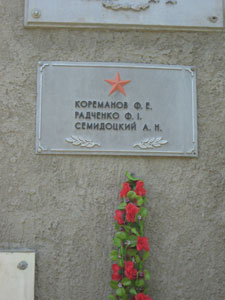 КОРЕМАНОВ Ф. Е.
РАДЧЕНКО Ф. І.
СЕМИДОЦКИЙ А. Н.